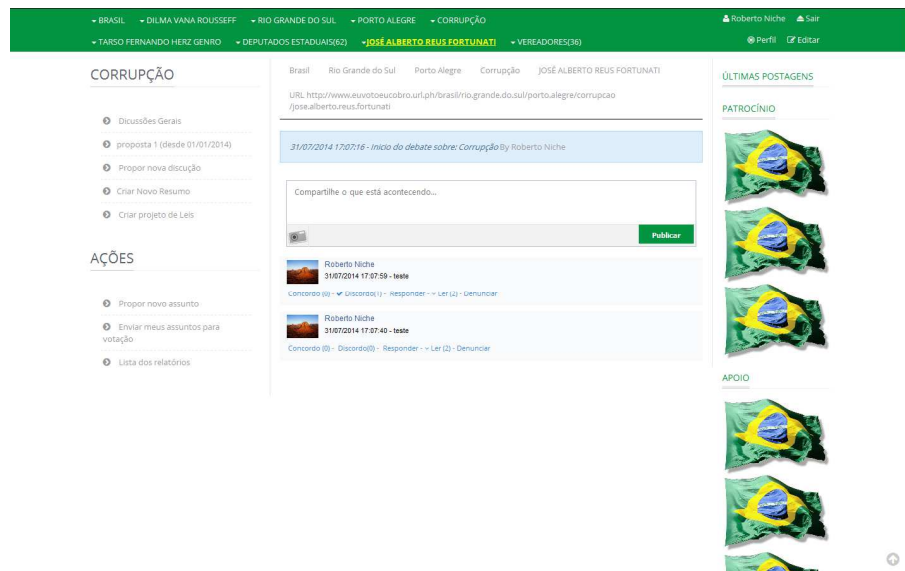 BRASIL DILMA VANA ROUSSEFF RIO GRANDE DO SUL PORTO ALEGRE CORRUPÇÃO
TARSO FERNANDO HERZ GENRO DEPUTADOS ESTADUAIS(62) JOSÉ ALBERTO REUS FORTUNATI VEREADORES(36)
Roberto Niche Sair
Perfil Editar
CORRUPÇÃO
Dicussões Gerais
proposta 1 (desde 01/01/2014)
Propor nova discução
Criar Novo Resumo
Criar projeto de Leis
AÇÕES
Propor novo assunto
Enviar meus assuntos para
votação
Lista dos relatórios
Brasil Rio Grande do Sul Porto Alegre Corrupção JOSÉ ALBERTO REUS FORTUNATI
URL http://www.euvotoeucobro.url.ph/brasil/rio.grande.do.sul/porto.alegre/corrupcao
/jose.alberto.reus.fortunati
31/07/2014 17:07:16 - Inicio do debate sobre: Corrupção By Roberto Niche
Compartilhe o que está acontecendo...
Publicar
Roberto Niche
31/07/2014 17:07:59 - teste
Concordo (0) - Discordo(1) - Responder - Ler (2) - Denunciar
Roberto Niche
31/07/2014 17:07:40 - teste
Concordo (0) - Discordo(0) - Responder - Ler (2) - Denunciar
ÚLTIMAS POSTAGENS
PATROCÍNIO
APOIO